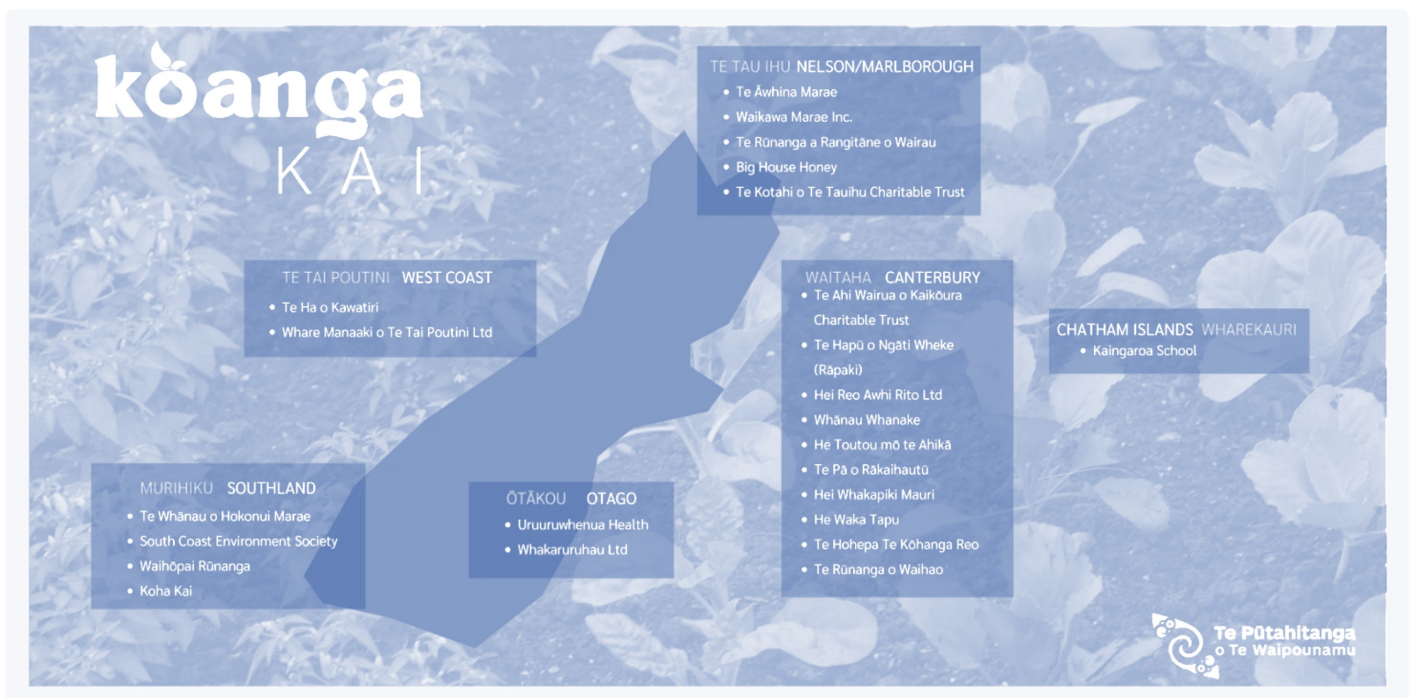 kōanga
KAI
TE TAU IHU NELSON/MARLBOROUGH
• Te Āwhina Marae
• Waikawa Marae Inc.
• Te Rūnanga a Rangitāne o Wairau
• Big House Honey
• Te Kotahi o Te Tauihu Charitable Trust
TE TAI POUTINI WEST COAST
• Te Ha o Kawatiri
• Whare Manaaki o Te Tai Poutini Ltd
WAITAHA CANTERBURY
• Te Ahi Wairua o Kaikōura
Charitable Trust
• Te Hapū o Ngāti Wheke
(Rāpaki)
• Hei Reo Awhi Rito Ltd
• Whānau Whanake
• He Toutou mō te Ahikā
• Te Pā o Rākaihautū
• Hei Whakapiki Mauri
• He Waka Tapu
• Te Hohepa Te Kōhanga Reo
• Te Rūnanga o Waihao
CHATHAM ISLANDS WHAREKAURI
• Kaingaroa School
MURIHIKU SOUTHLAND
• Te Whānau o Hokonui Marae
• South Coast Environment Society
• Waihōpai Rūnanga
• Koha Kai
ŌTĀKOU OTAGO
• Uruuruwhenua Health
• Whakaruruhau Ltd
Te Pūtahitanga
o Te Waipounamu